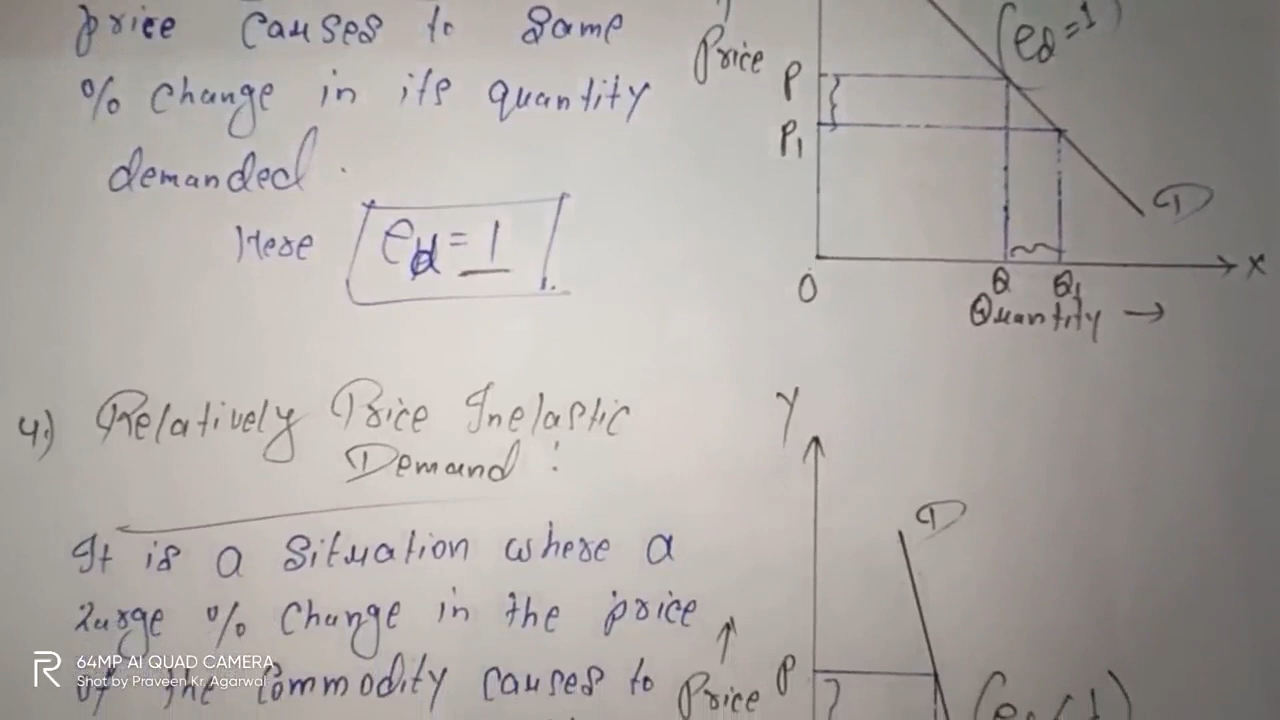 price causes to same
% change in its quantity
demanded.
Here ed = 1
Price
P
P1
(ed = 1)
D
O
Q Q1
X
Quantity →
4.) Relatively Price Inelastic
Demand :
It is a situation where a
large % change in the price
of the commodity causes to
Y
D
Price
P
64MP AI QUAD CAMERA
Shot by Praveen Kr. Agarwal